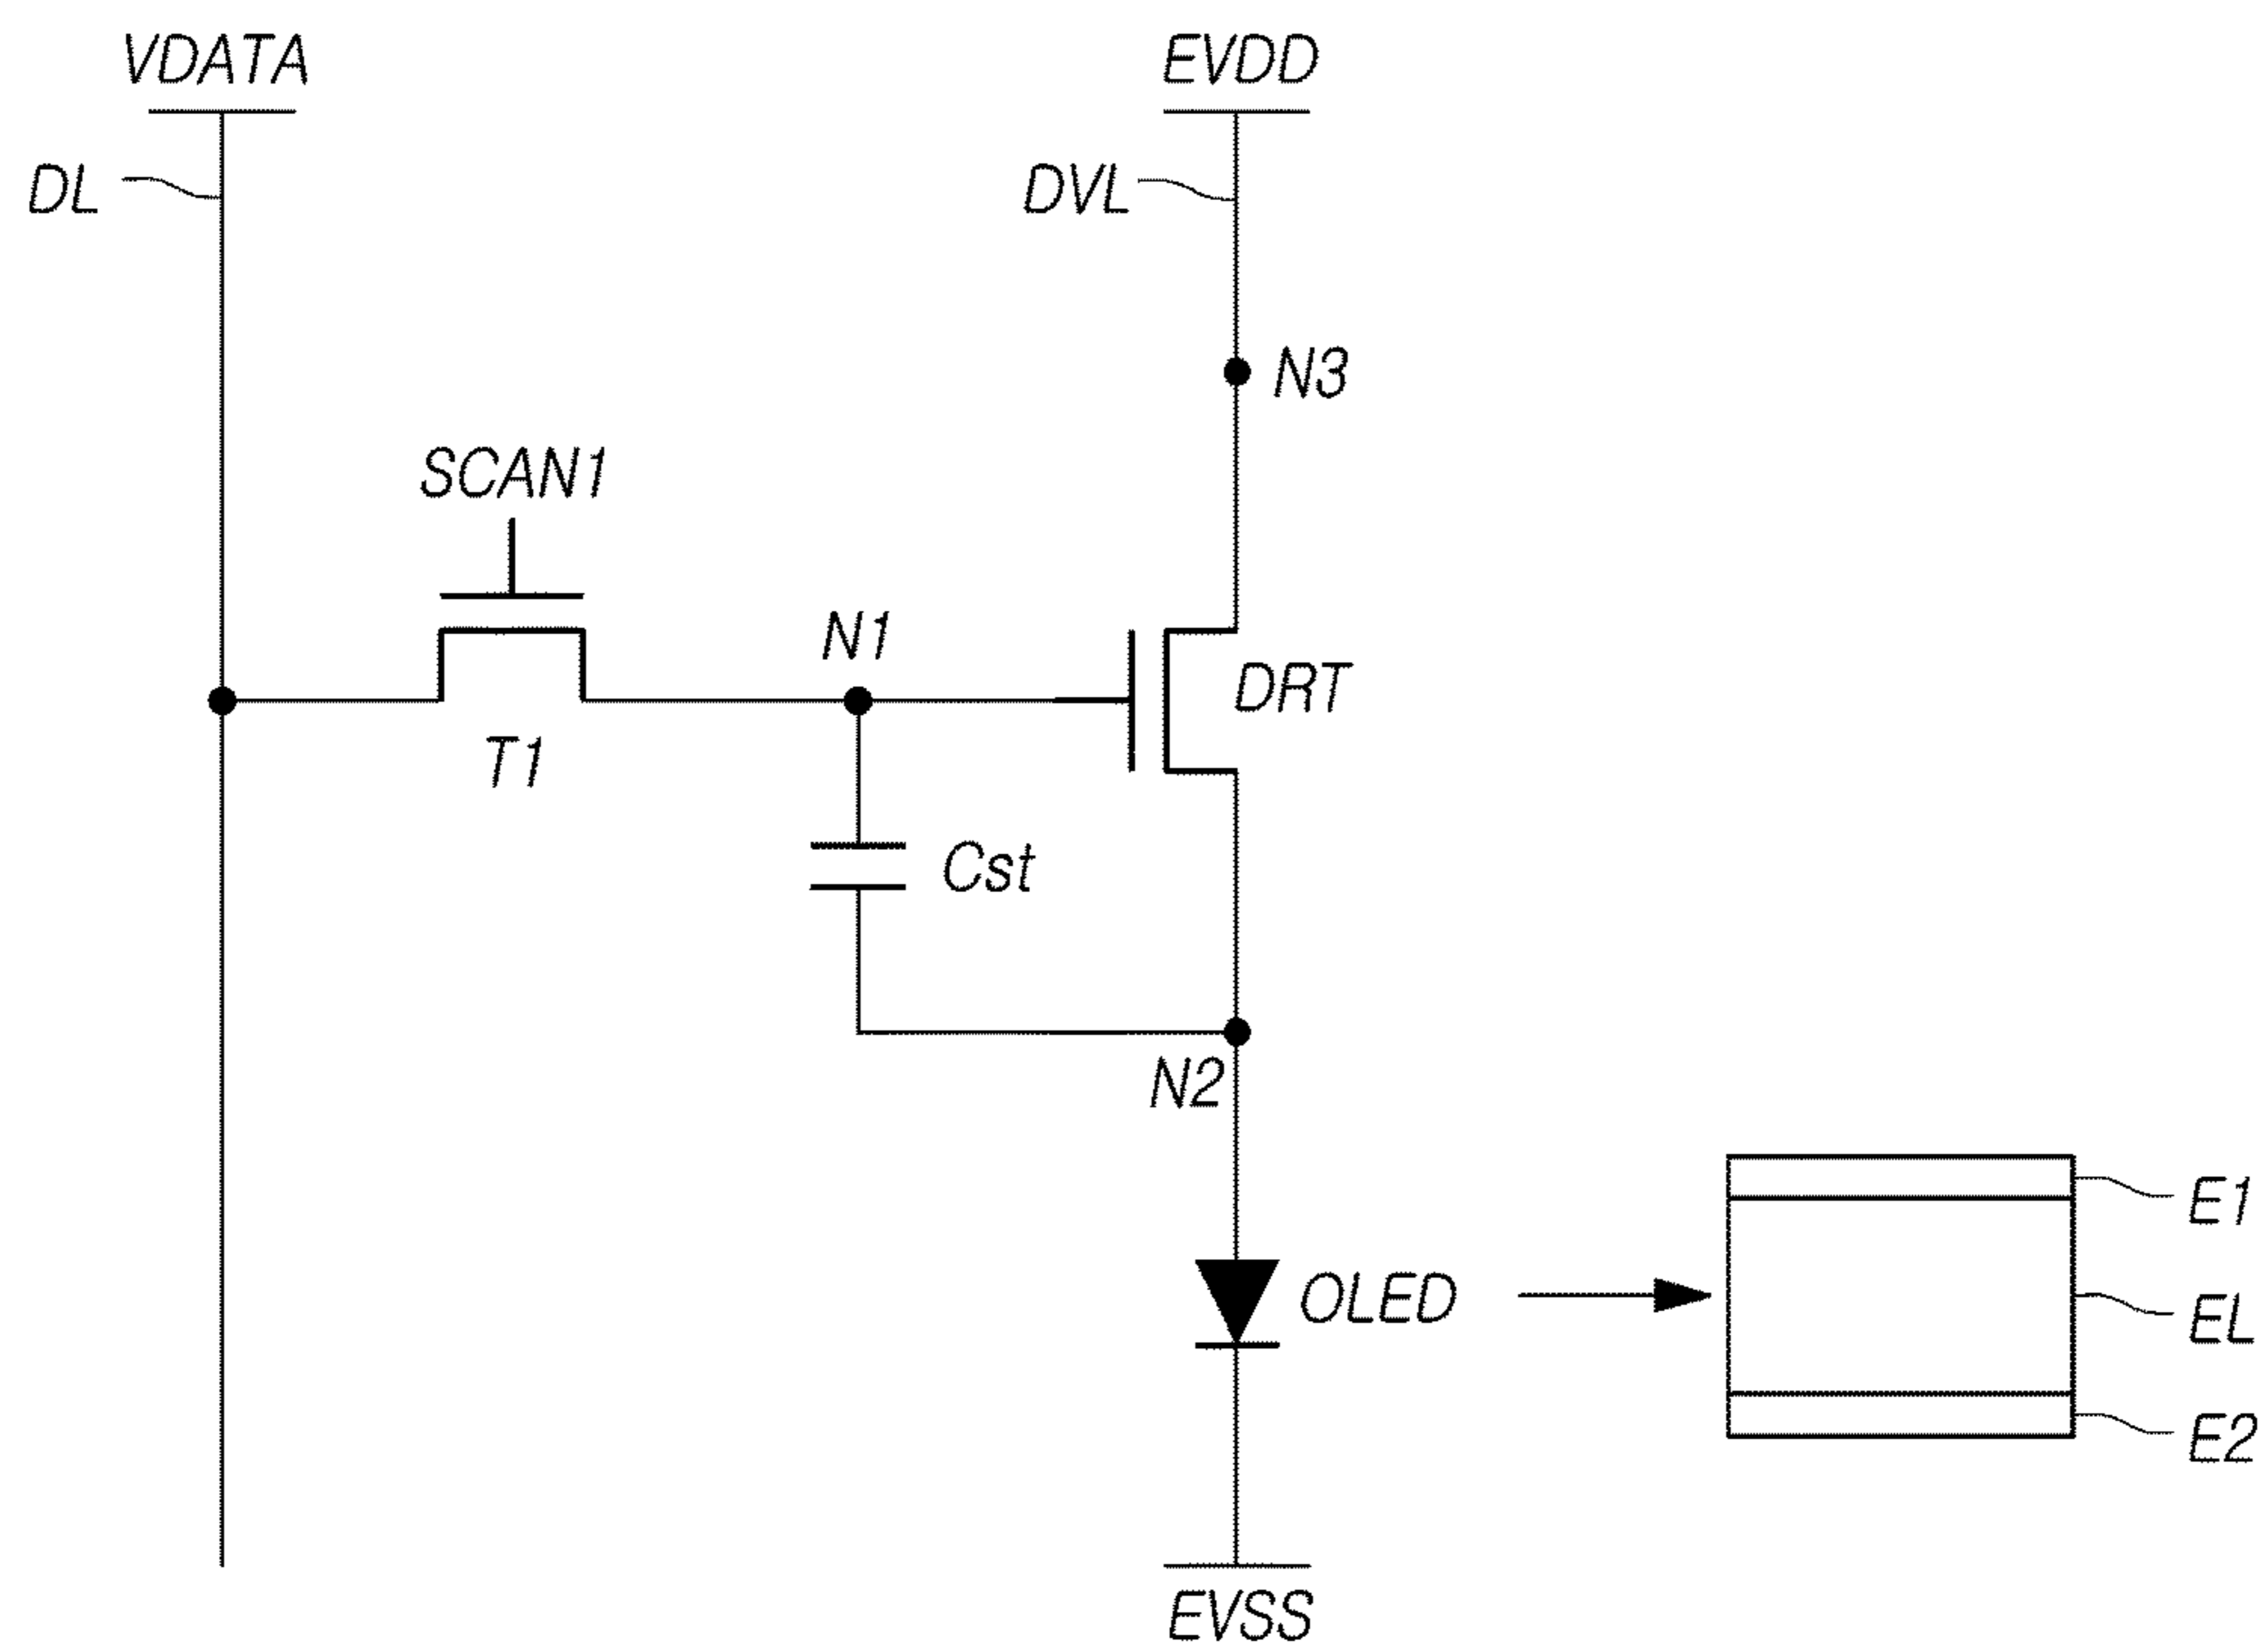 VDATA
EVDD
DL
DVL
N3
SCAN1
N1
DRT
T1
Cst
N2
E1
OLED
EL
E2
EVSS